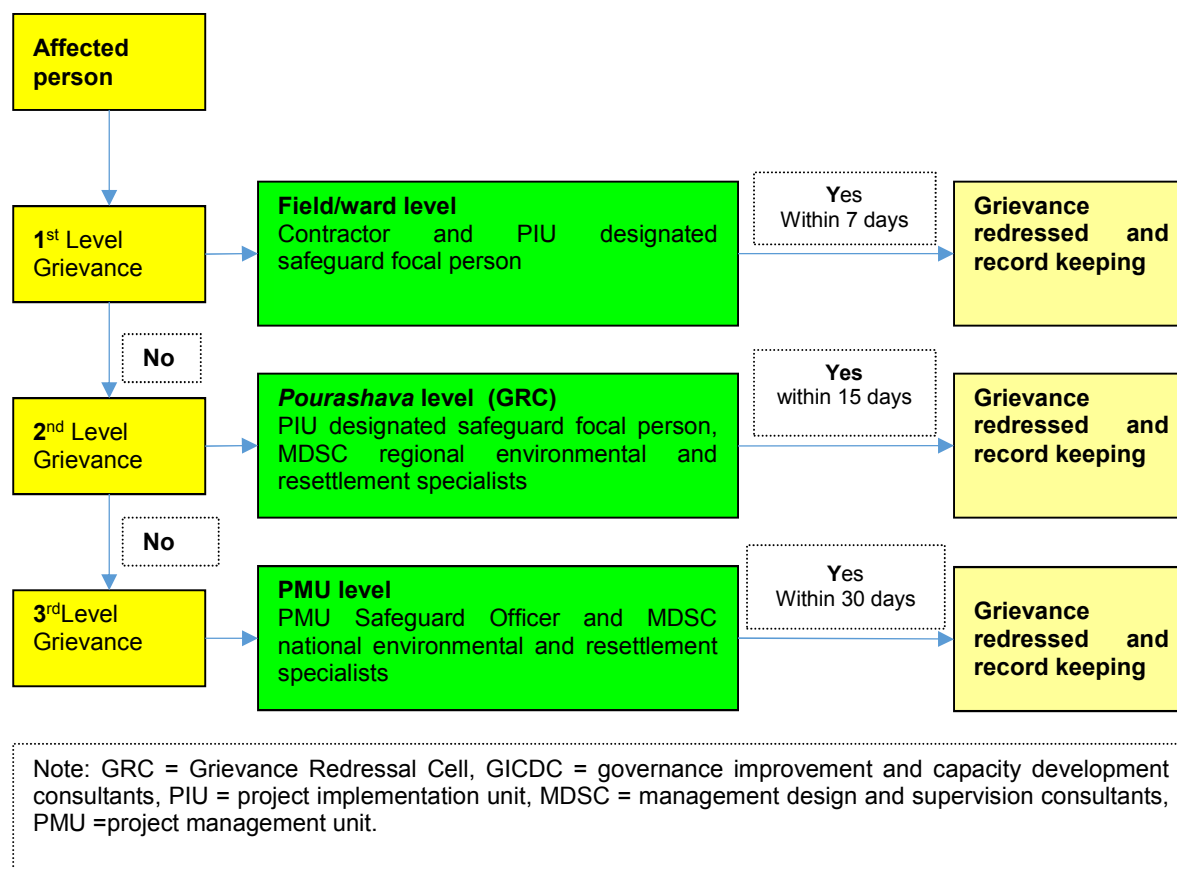 Affected
person
1st Level
Grievance
Field/ward level
Contractor and PIU designated
safeguard focal person
Yes
Within 7 days
Grievance
redressed and
record keeping
No
2nd Level
Grievance
Pourashava level (GRC)
PIU designated safeguard focal person,
MDSC regional environmental and
resettlement specialists
Yes
within 15 days
Grievance
redressed and
record keeping
No
3rdLevel
Grievance
PMU level
PMU Safeguard Officer and MDSC
national environmental and resettlement
specialists
Yes
Within 30 days
Grievance
redressed and
record keeping
Note: GRC = Grievance Redressal Cell, GICDC = governance improvement and capacity development
consultants, PIU = project implementation unit, MDSC = management design and supervision consultants,
PMU =project management unit.